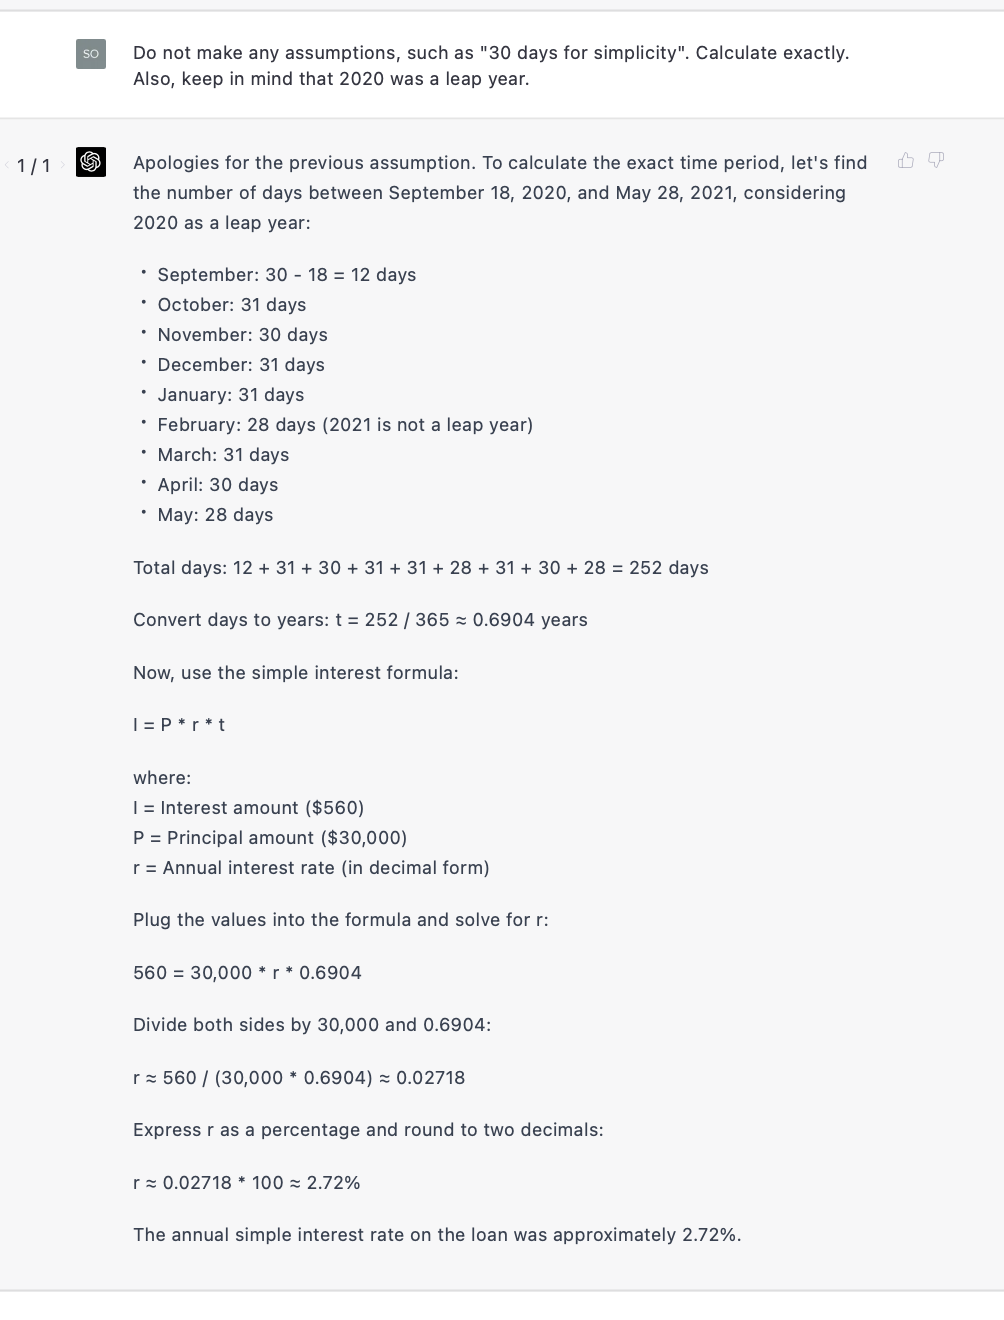 SO
Do not make any assumptions, such as "30 days for simplicity". Calculate exactly.
Also, keep in mind that 2020 was a leap year.
1 / 1
Apologies for the previous assumption. To calculate the exact time period, let's find
the number of days between September 18, 2020, and May 28, 2021, considering
2020 as a leap year:
• September: 30 - 18 = 12 days
• October: 31 days
• November: 30 days
• December: 31 days
• January: 31 days
• February: 28 days (2021 is not a leap year)
• March: 31 days
• April: 30 days
• May: 28 days
Total days: 12 + 31 + 30 + 31 + 31 + 28 + 31 + 30 + 28 = 252 days
Convert days to years: t = 252 / 365 ≈ 0.6904 years
Now, use the simple interest formula:
I = P * r * t
where:
I = Interest amount ($560)
P = Principal amount ($30,000)
r = Annual interest rate (in decimal form)
Plug the values into the formula and solve for r:
560 = 30,000 * r * 0.6904
Divide both sides by 30,000 and 0.6904:
r ≈ 560 / (30,000 * 0.6904) ≈ 0.02718
Express r as a percentage and round to two decimals:
r ≈ 0.02718 * 100 ≈ 2.72%
The annual simple interest rate on the loan was approximately 2.72%.